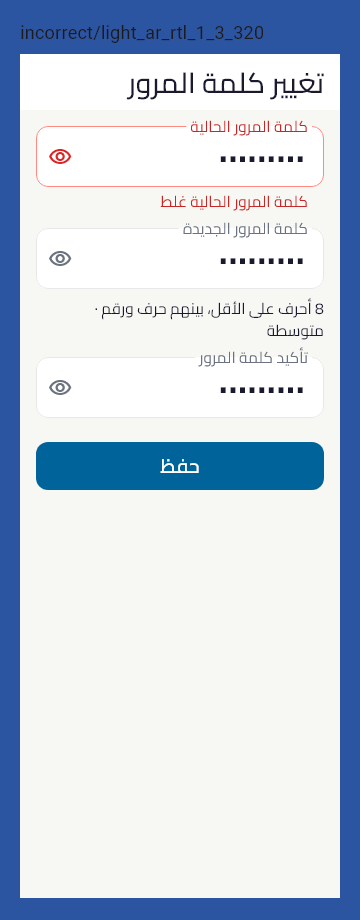 incorrect/light_ar_rtl_1_3_320
تغيير كلمة المرور
كلمة المرور الحالية
▪▪▪▪▪▪▪▪▪
كلمة المرور الحالية غلط
كلمة المرور الجديدة
▪▪▪▪▪▪▪▪▪
8 أحرف على الأقل، بينهم حرف ورقم ·
متوسطة
تأكيد كلمة المرور
▪▪▪▪▪▪▪▪▪
حفظ